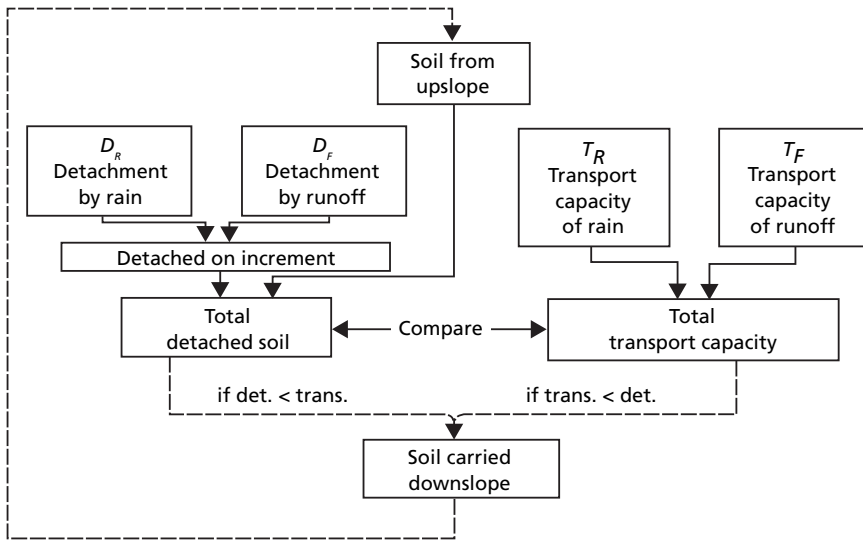 Soil from
upslope
D_R
Detachment
by rain
D_F
Detachment
by runoff
T_R
Transport
capacity
of rain
T_F
Transport
capacity
of runoff
Detached on increment
Total
detached soil
Compare
Total
transport capacity
if det. < trans.
if trans. < det.
Soil carried
downslope